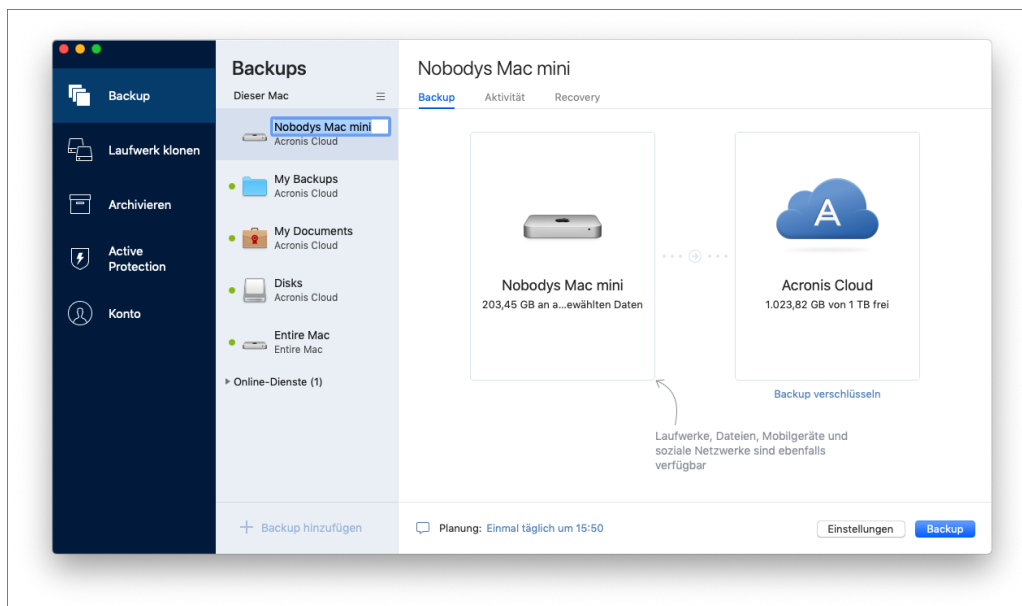 Backup
Laufwerk klonen
Archivieren
Active
Protection
Konto
Backups
Dieser Mac
Nobodys Mac mini
Acronis Cloud
My Backups
Acronis Cloud
My Documents
Acronis Cloud
Disks
Acronis Cloud
Entire Mac
Entire Mac
Online-Dienste (1)
Backup hinzufügen
Nobodys Mac mini
Backup Aktivität Recovery
Nobodys Mac mini
203,45 GB an a...ewählten Daten
Acronis Cloud
1.023,82 GB von 1 TB frei
Backup verschlüsseln
Laufwerke, Dateien, Mobilgeräte und
soziale Netzwerke sind ebenfalls
verfügbar
Planung: Einmal täglich um 15:50
Einstellungen
Backup